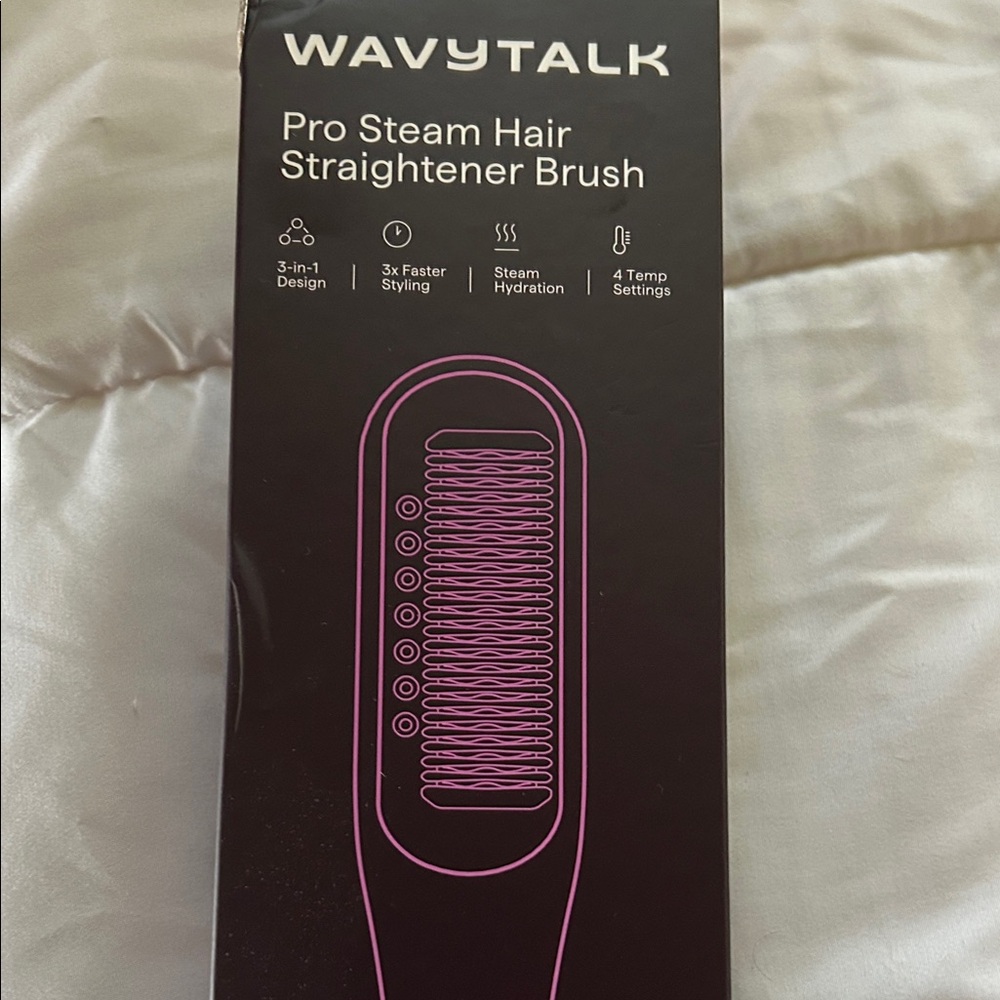 WAVYTALK
Pro Steam Hair
Straightener Brush
3-in-1
Design
3x Faster
Styling
Steam
Hydration
4 Temp
Settings